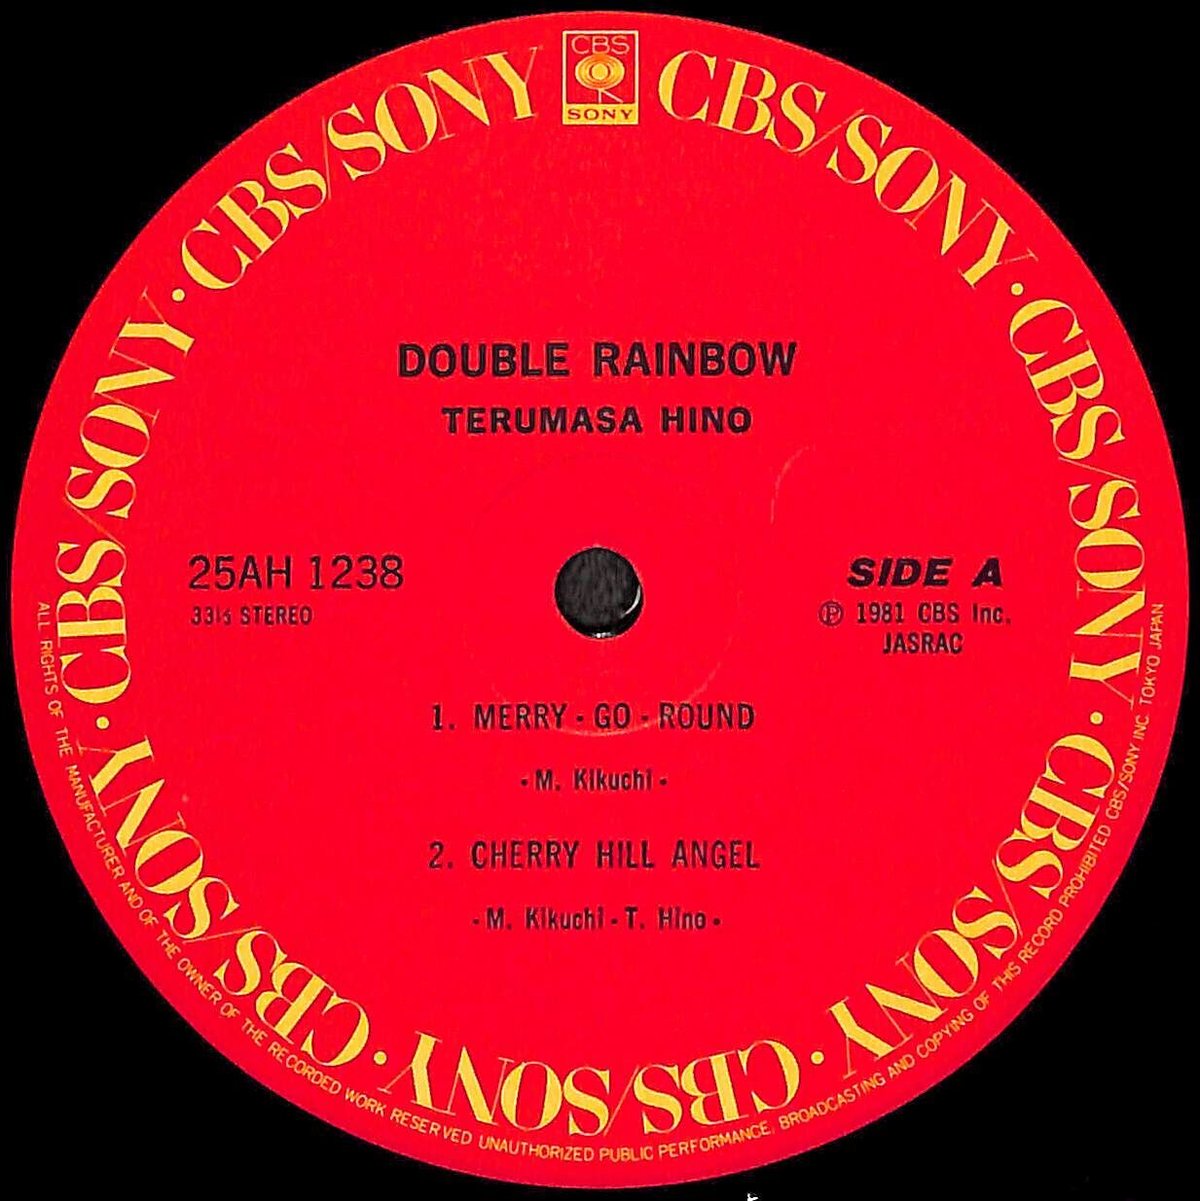 CBS
SONY
CBS/SONY · CBS/SONY · CBS/SONY · CBS/SONY · CBS/SONY · CBS/SONY · CBS/SONY
DOUBLE RAINBOW
TERUMASA HINO
25AH 1238
33⅓ STEREO
SIDE A
Ⓟ 1981 CBS Inc.
JASRAC
1. MERRY-GO-ROUND
-M. Kikuchi-
2. CHERRY HILL ANGEL
-M. Kikuchi-T. Hino-
ALL RIGHTS OF THE MANUFACTURER AND OF THE OWNER OF THE RECORDED WORK RESERVED UNAUTHORIZED PUBLIC PERFORMANCE, BROADCASTING AND COPYING OF THIS RECORD PROHIBITED CBS/SONY INC. TOKYO JAPAN